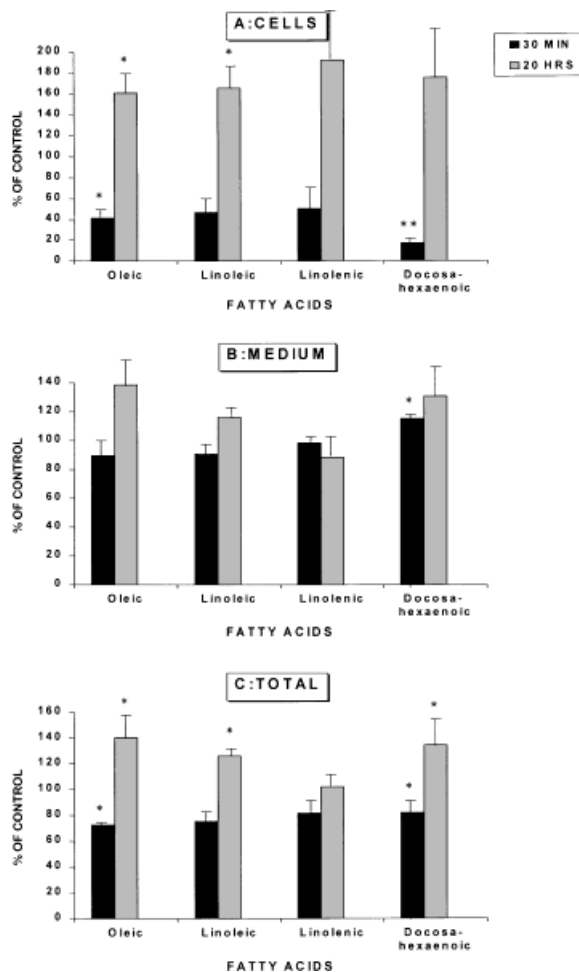 A:CELLS
30 MIN
20 HRS
% OF CONTROL
200
180
160
140
120
100
80
60
40
20
0
*
*
*
**
Oleic
Linoleic
Linolenic
Docosa-
hexaenoic
FATTY ACIDS
B:MEDIUM
% OF CONTROL
140
120
100
80
60
40
20
0
*
Oleic
Linoleic
Linolenic
Docosa-
hexaenoic
FATTY ACIDS
C:TOTAL
% OF CONTROL
160
140
120
100
80
60
40
20
0
*
*
*
*
*
Oleic
Linoleic
Linolenic
Docosa-
hexaenoic
FATTY ACIDS